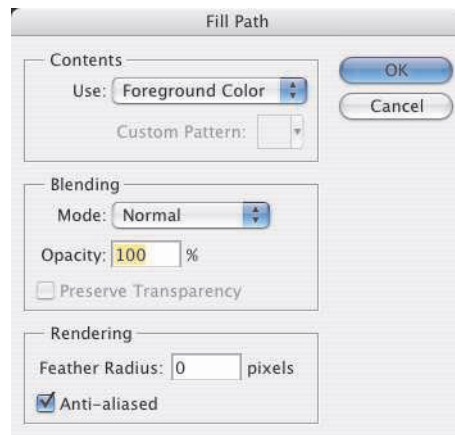 Fill Path
Contents
Use: Foreground Color
Custom Pattern:
OK
Cancel
Blending
Mode: Normal
Opacity: 100 %
Preserve Transparency
Rendering
Feather Radius: 0 pixels
Anti-aliased